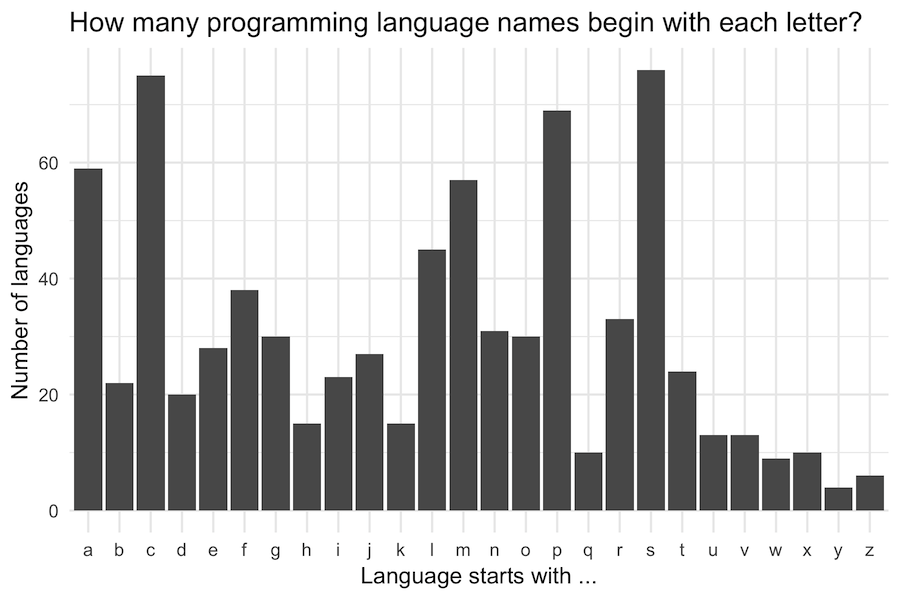 How many programming language names begin with each letter?
Number of languages
60
40
20
0
a b c d e f g h i j k l m n o p q r s t u v w x y z
Language starts with ...